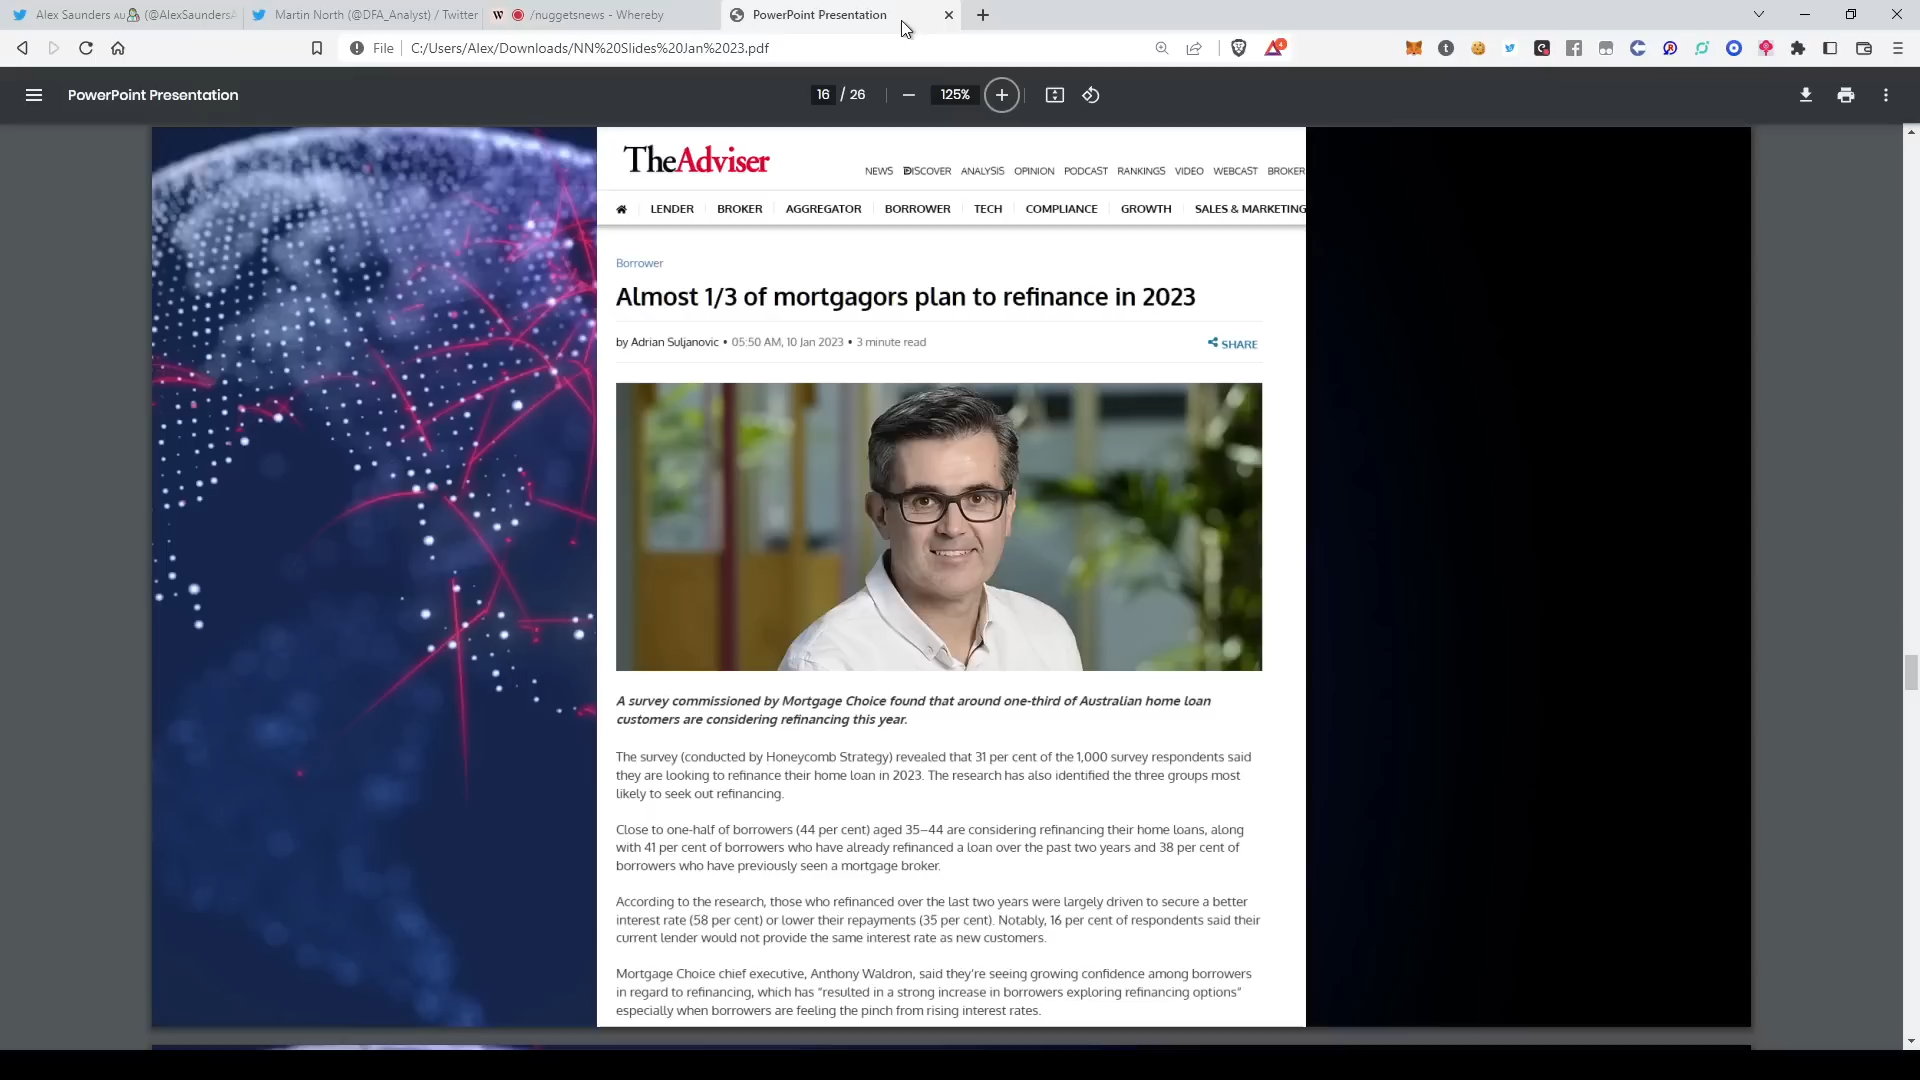 Alex Saunders AU (@AlexSaundersA
Martin North (@DFA_Analyst) / Twitter
/nuggetsnews - Whereby
PowerPoint Presentation
File
C:/Users/Alex/Downloads/NN%20Slides%20Jan%2023.pdf
PowerPoint Presentation
16 / 26
125%
TheAdviser
NEWS DISCOVER ANALYSIS OPINION PODCAST RANKINGS VIDEO WEBCAST BROKER
LENDER BROKER AGGREGATOR BORROWER TECH COMPLIANCE GROWTH SALES & MARKETING
Borrower
Almost 1/3 of mortgagors plan to refinance in 2023
by Adrian Suljanovic • 05:50 AM, 10 Jan 2023 • 3 minute read
SHARE
A survey commissioned by Mortgage Choice found that around one-third of Australian home loan
customers are considering refinancing this year.
The survey (conducted by Honeycomb Strategy) revealed that 31 per cent of the 1,000 survey respondents said
they are looking to refinance their home loan in 2023. The research has also identified the three groups most
likely to seek out refinancing.
Close to one-half of borrowers (44 per cent) aged 35–44 are considering refinancing their home loans, along
with 41 per cent of borrowers who have already refinanced a loan over the past two years and 38 per cent of
borrowers who have previously seen a mortgage broker.
According to the research, those who refinanced over the last two years were largely driven to secure a better
interest rate (58 per cent) or lower their repayments (35 per cent). Notably, 16 per cent of respondents said their
current lender would not provide the same interest rate as new customers.
Mortgage Choice chief executive, Anthony Waldron, said they're seeing growing confidence among borrowers
in regard to refinancing, which has "resulted in a strong increase in borrowers exploring refinancing options"
especially when borrowers are feeling the pinch from rising interest rates.